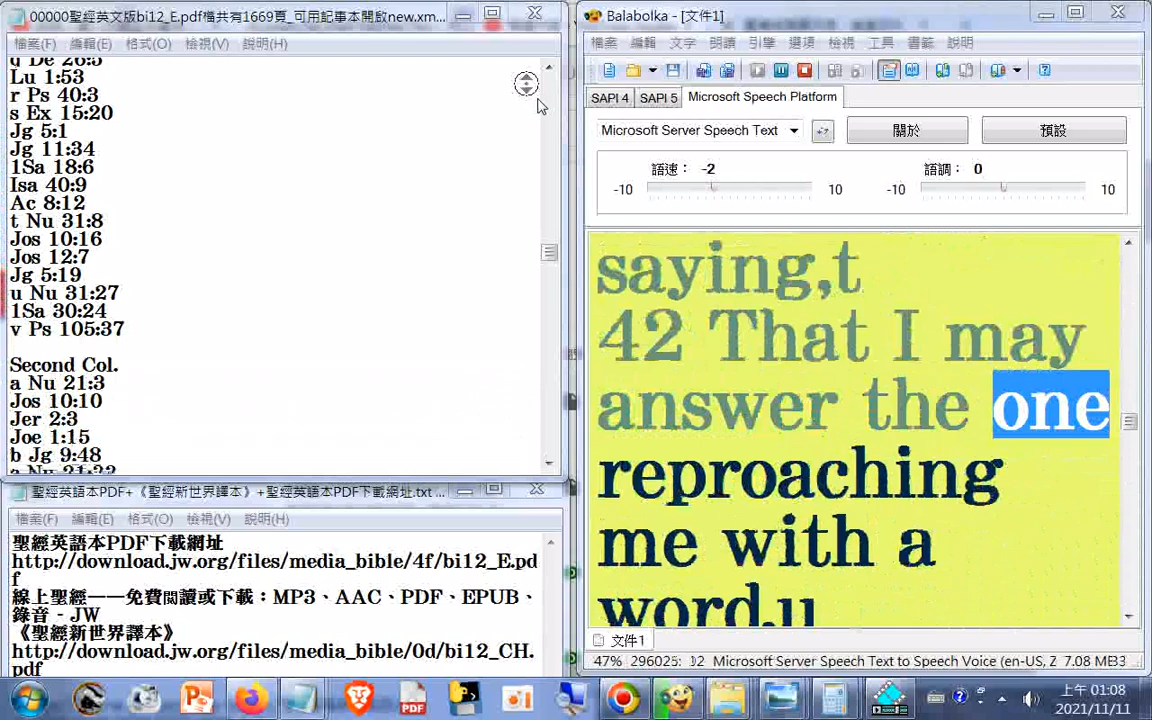 00000聖經英文版bi12_E.pdf檔共有1669頁_可用記事本開啟new.xm...
檔案(F) 編輯(E) 格式(O) 檢視(V) 說明(H)
q De 26:5
Lu 1:53
r Ps 40:3
s Ex 15:20
Jg 5:1
Jg 11:34
1Sa 18:6
Isa 40:9
Ac 8:12
t Nu 31:8
Jos 10:16
Jos 12:7
Jg 5:19
u Nu 31:27
1Sa 30:24
v Ps 105:37
Second Col.
a Nu 21:3
Jos 10:10
Jer 2:3
Joe 1:15
b Jg 9:48
聖經英語本PDF+《聖經新世界譯本》+聖經英語本PDF下載網址.txt ...
檔案(F) 編輯(E) 格式(O) 檢視(V) 說明(H)
聖經英語本PDF下載網址
http://download.jw.org/files/media_bible/4f/bi12_E.pd
f
線上聖經——免費閱讀或下載：MP3、AAC、PDF、EPUB、
錄音 - JW
《聖經新世界譯本》
http://download.jw.org/files/media_bible/0d/bi12_CH.
pdf
Balabolka - [文件1]
檔案 編輯 文字 朗讀 引擎 選項 檢視 工具 書籤 說明
SAPI 4 SAPI 5 Microsoft Speech Platform
Microsoft Server Speech Text 關於 預設
語速： -2 語調： 0
-10 10 -10 10
saying,t
42 That I may
answer the one
reproaching
me with a
word,u
文件1
47% 296025: Microsoft Server Speech Text to Speech Voice (en-US, Z 7.08 MB
上午 01:08
2021/11/11